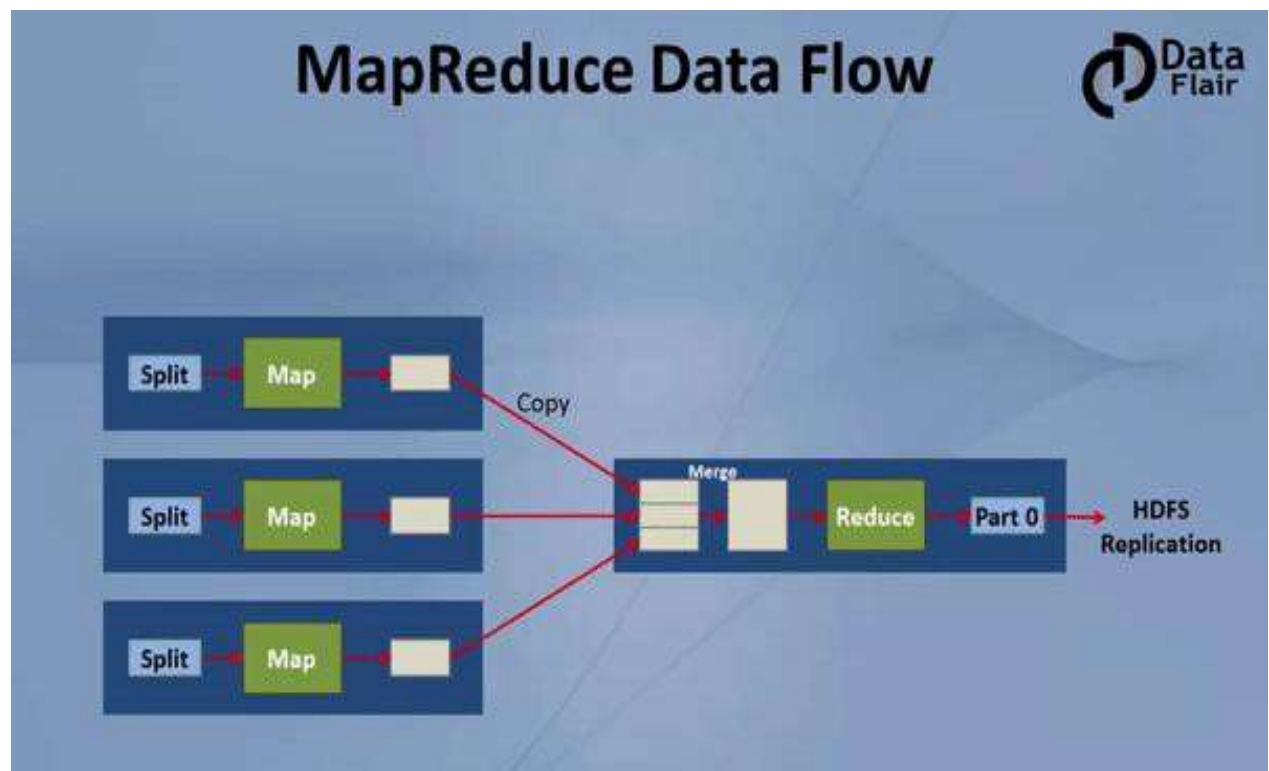 MapReduce Data Flow
Data
Flair
Split
Map
Copy
Split
Map
Merge
Reduce
Part 0
HDFS
Replication
Split
Map